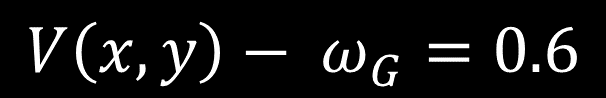 V(x, y) − ω_G = 0.6